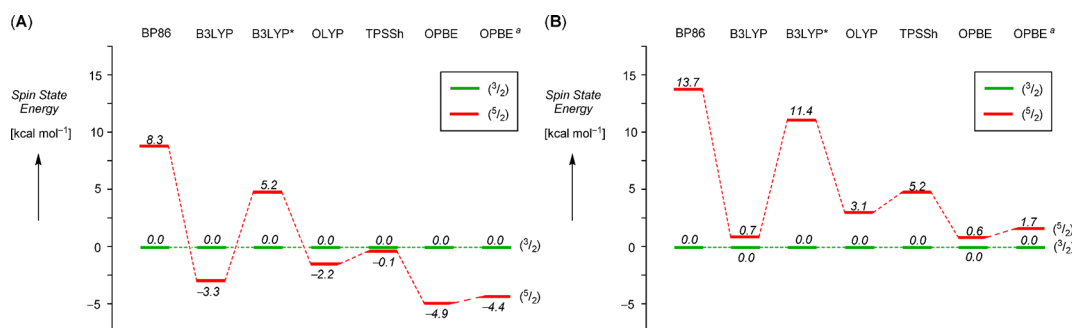 (A)
BP86 B3LYP B3LYP* OLYP TPSSh OPBE OPBE a
Spin State
Energy
[kcal mol–1]
15
10
5
0
–5
(3/2)
(5/2)
8.3
5.2
0.0 0.0 0.0 0.0 0.0 0.0 0.0
(3/2)
–3.3
–2.2
–0.1
–4.9
–4.4
(5/2)
(B)
BP86 B3LYP B3LYP* OLYP TPSSh OPBE OPBE a
Spin State
Energy
[kcal mol–1]
15
10
5
0
–5
(3/2)
(5/2)
13.7
11.4
5.2
3.1
0.7
0.6
1.7
(5/2)
0.0 0.0 0.0 0.0 0.0 0.0 0.0
(3/2)